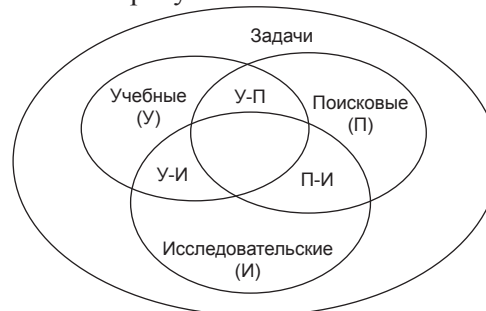 Задачи
Учебные
(У)
У-П
Поисковые
(П)
У-И
П-И
Исследовательские
(И)